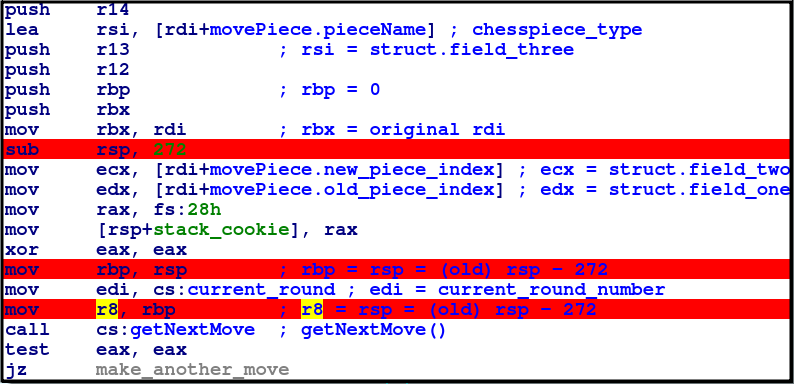 push r14
lea rsi, [rdi+movePiece.pieceName] ; chesspiece_type
push r13 ; rsi = struct.field_three
push r12
push rbp ; rbp = 0
push rbx
mov rbx, rdi ; rbx = original rdi
sub rsp, 272
mov ecx, [rdi+movePiece.new_piece_index] ; ecx = struct.field_two
mov edx, [rdi+movePiece.old_piece_index] ; edx = struct.field_one
mov rax, fs:28h
mov [rsp+stack_cookie], rax
xor eax, eax
mov rbp, rsp ; rbp = rsp = (old) rsp - 272
mov edi, cs:current_round ; edi = current_round_number
mov r8, rbp ; r8 = rsp = (old) rsp - 272
call cs:getNextMove ; getNextMove()
test eax, eax
jz make_another_move